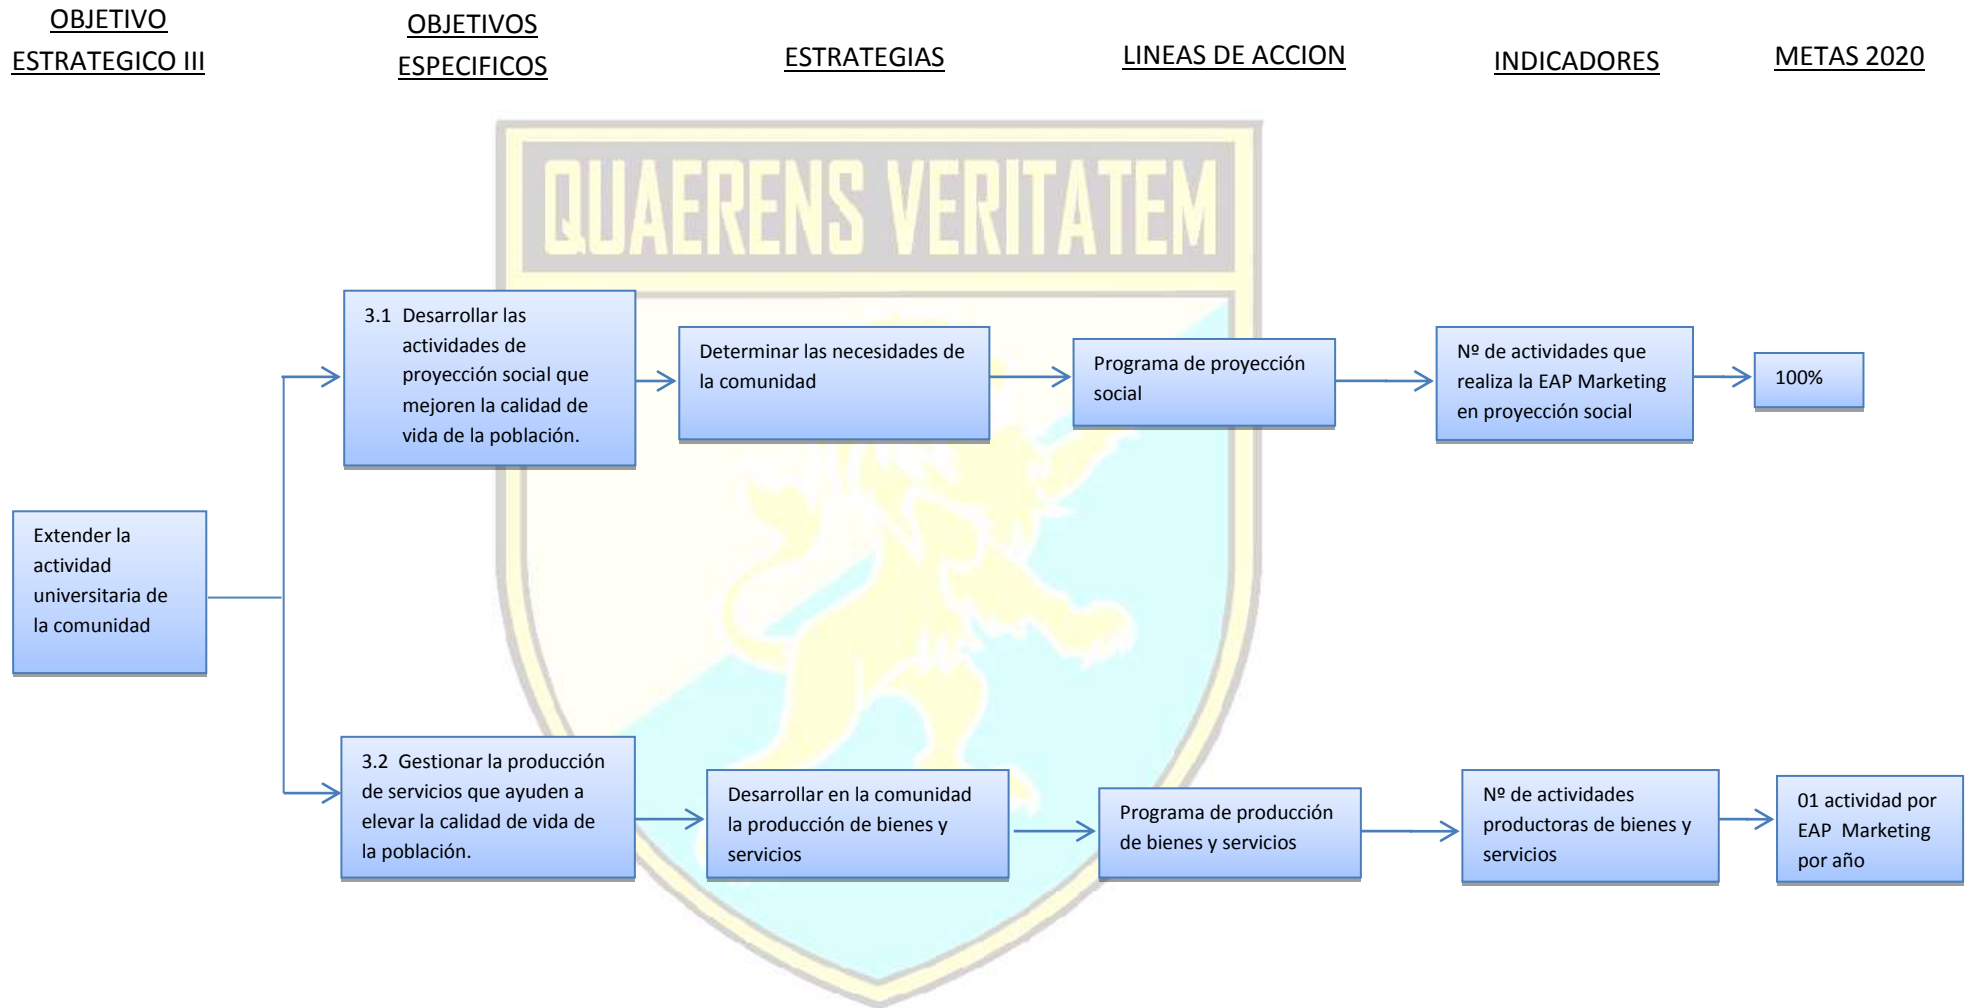 OBJETIVO
ESTRATEGICO III
OBJETIVOS
ESPECIFICOS
ESTRATEGIAS
LINEAS DE ACCION
INDICADORES
METAS 2020
QUAERENS VERITATEM
3.1 Desarrollar las
actividades de
proyección social que
mejoren la calidad de
vida de la población.
Determinar las necesidades de
la comunidad
Programa de proyección
social
Nº de actividades que
realiza la EAP Marketing
en proyección social
100%
Extender la
actividad
universitaria de
la comunidad
3.2 Gestionar la producción
de servicios que ayuden a
elevar la calidad de vida de
la población.
Desarrollar en la comunidad
la producción de bienes y
servicios
Programa de producción
de bienes y servicios
Nº de actividades
productoras de bienes y
servicios
01 actividad por
EAP Marketing
por año